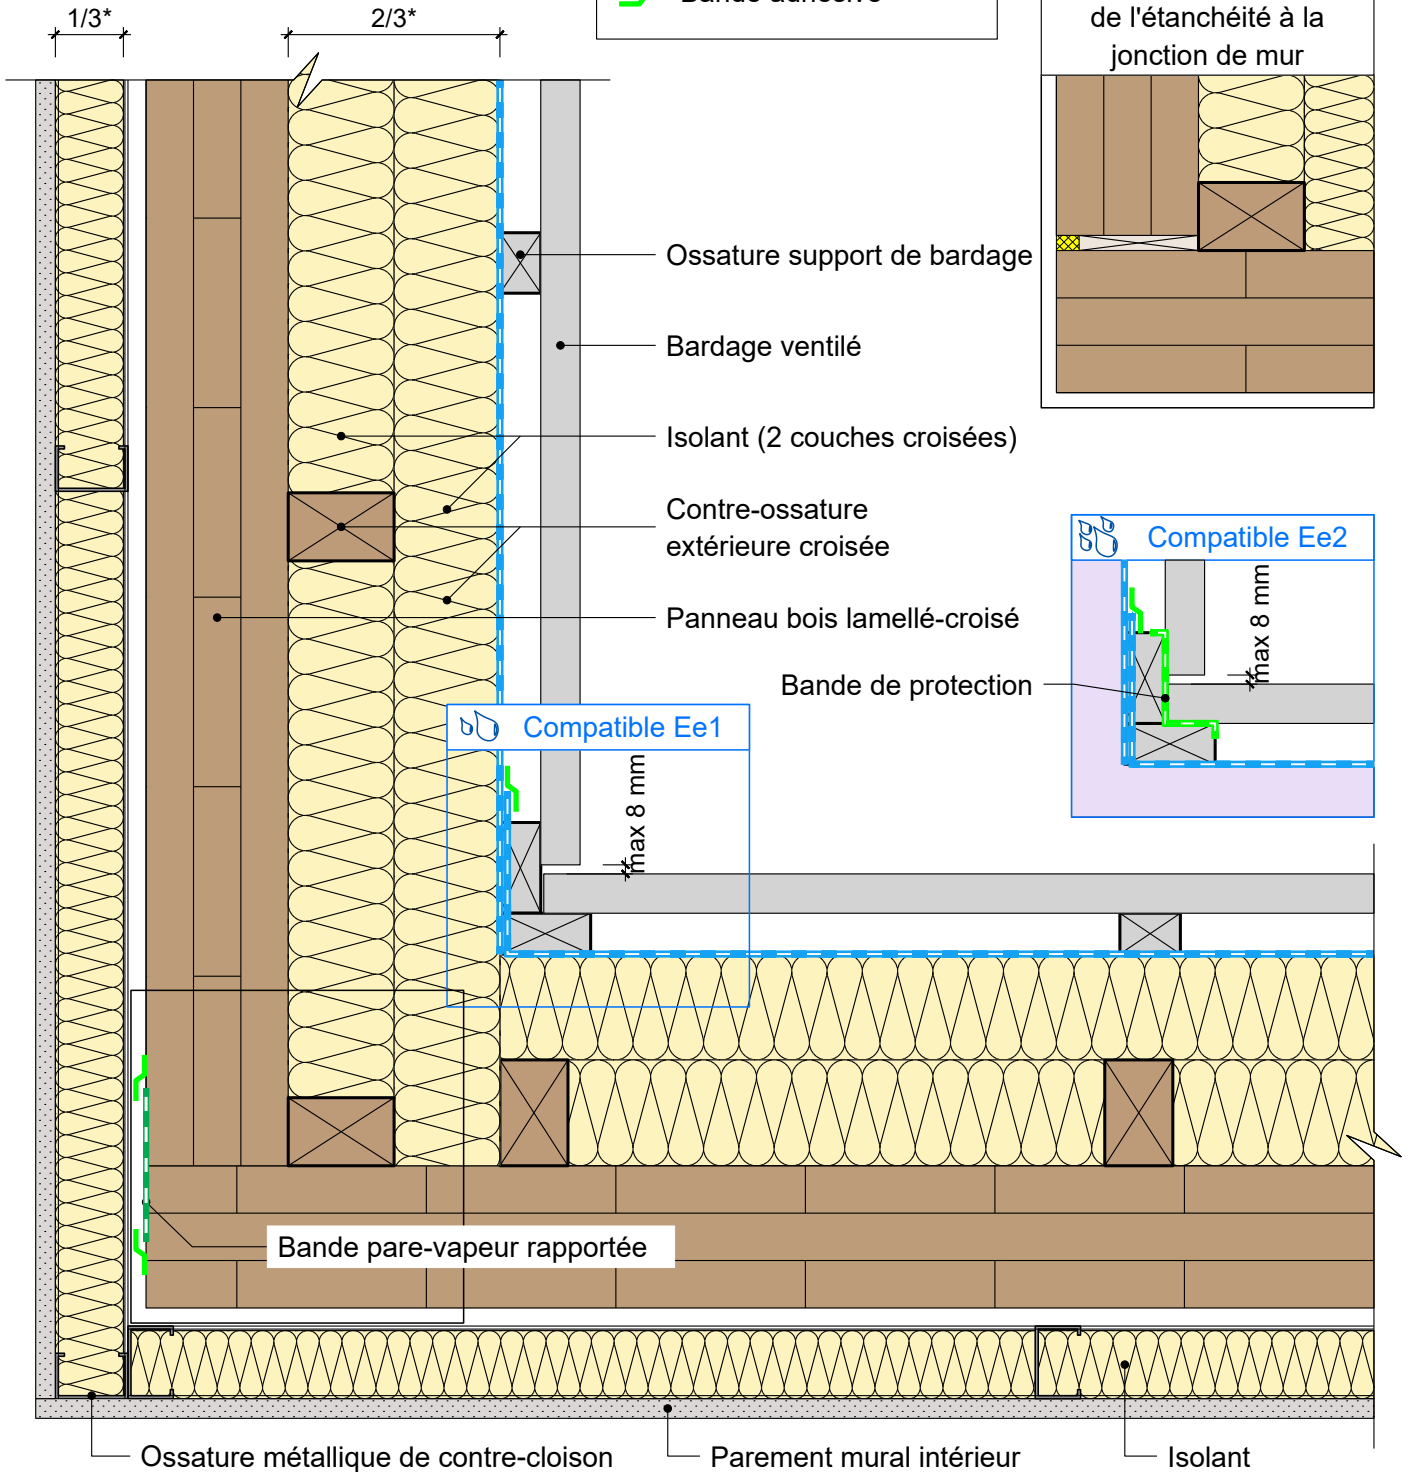 1/3*
2/3*
Bande adhésive
de l'étanchéité à la
jonction de mur
Ossature support de bardage
Bardage ventilé
Isolant (2 couches croisées)
Contre-ossature
extérieure croisée
Panneau bois lamellé-croisé
Compatible Ee2
max 8 mm
Bande de protection
Compatible Ee1
max 8 mm
Bande pare-vapeur rapportée
Ossature métallique de contre-cloison
Parement mural intérieur
Isolant